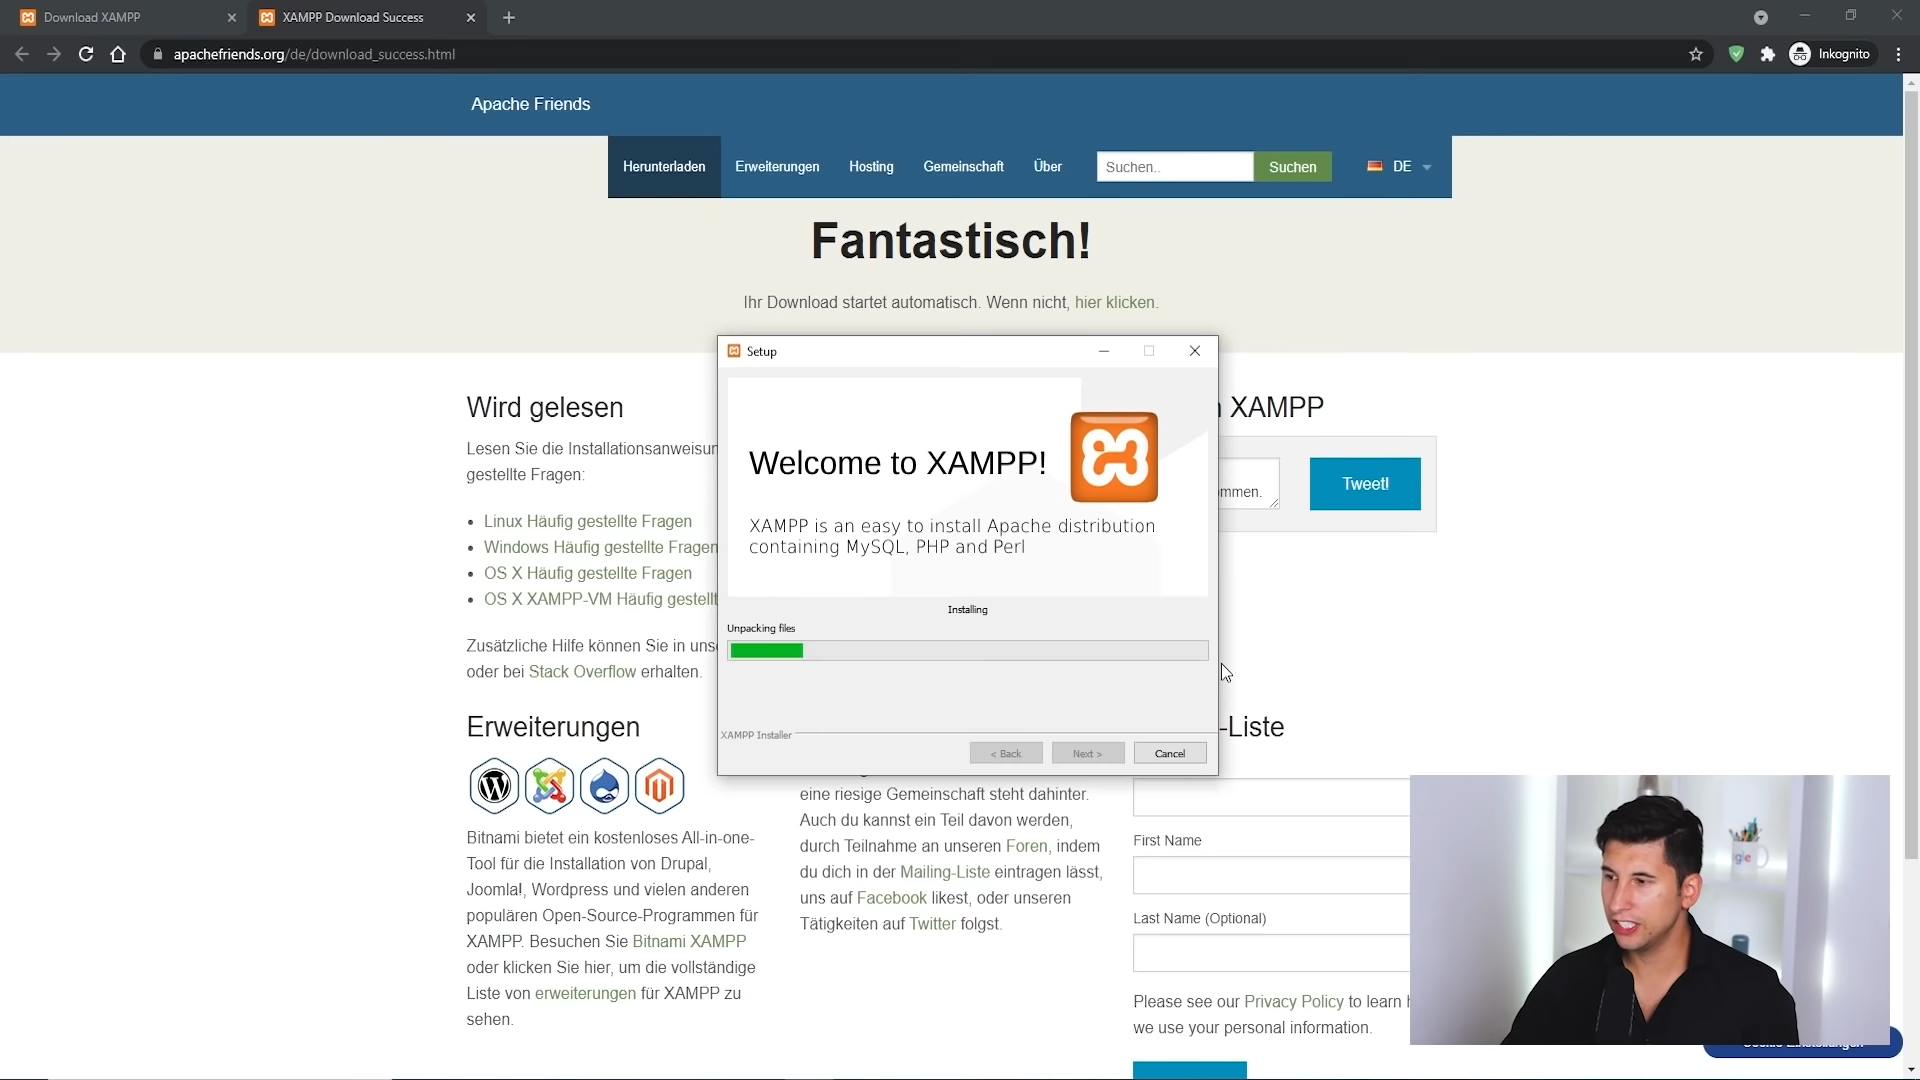 Download XAMPP
XAMPP Download Success
apachefriends.org/de/download_success.html
Inkognito
Apache Friends
Herunterladen
Erweiterungen
Hosting
Gemeinschaft
Über
Suchen..
Suchen
DE
Fantastisch!
Ihr Download startet automatisch. Wenn nicht, hier klicken.
Wird gelesen
Lesen Sie die
gestellte Fragen:
Linux Häufig gestellte Fragen
Windows Häufig gestellte Fragen
OS X Häufig gestellte Fragen
OS X XAMPP-VM Häufig
Zusätzliche Hilfe können Sie in
oder bei Stack Overflow erhalten.
XAMPP
Tweet!
Setup
Welcome to XAMPP!
XAMPP is an easy to install Apache distribution
containing MySQL, PHP and Perl
Installing
Unpacking files
XAMPP Installer
< Back
Next >
Cancel
Erweiterungen
Bitnami bietet ein kostenloses All-in-one-
Tool für die Installation von Drupal,
Joomla!, Wordpress und vielen anderen
populären Open-Source-Programmen für
XAMPP. Besuchen Sie Bitnami XAMPP
oder klicken Sie hier, um die vollständige
Liste von erweiterungen für XAMPP zu
sehen.
eine riesige Gemeinschaft steht dahinter.
Auch du kannst ein Teil davon werden,
durch Teilnahme an unseren Foren, indem
du dich in der Mailing-Liste eintragen lässt,
uns auf Facebook likest, oder unseren
Tätigkeiten auf Twitter folgst.
-Liste
First Name
Last Name (Optional)
Please see our Privacy Policy to learn
we use your personal information.